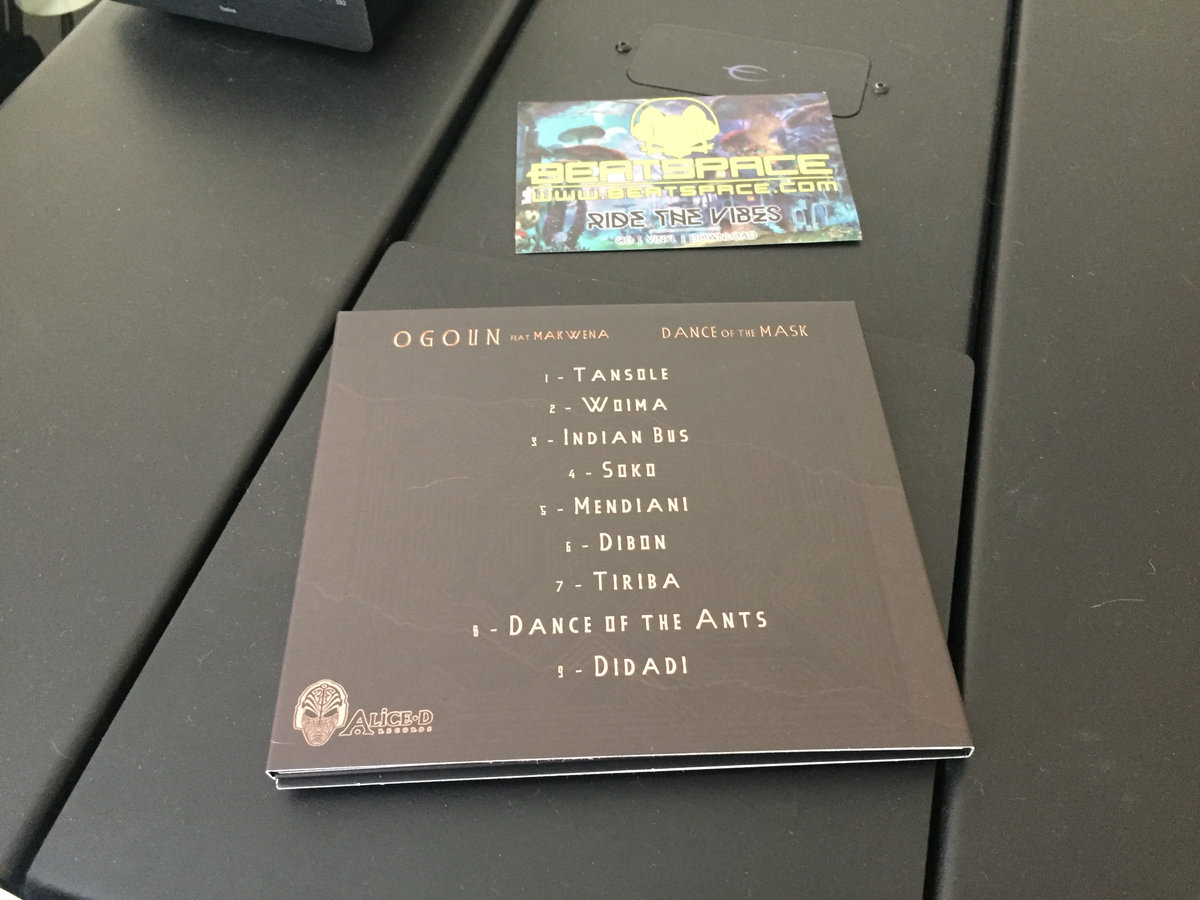 BEATSPACE
WWW.BEATSPACE.COM
RIDE THE VIBES
CD | VINYL | DOWNLOAD
OGOUN FEAT MAKWENA DANCE OF THE MASK
1 - TANSOLE
2 - WOIMA
3 - INDIAN BUS
4 - SOKO
5 - MENDIANI
6 - DIBON
7 - TIRIBA
8 - DANCE OF THE ANTS
9 - DIDADI
ALiCE-D
RECORDS